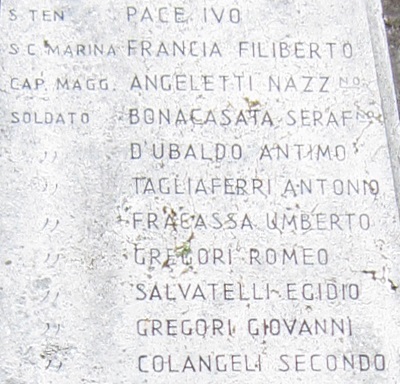 S. TEN. PACE IVO
S.C. MARINA FRANCIA FILIBERTO
CAP. MAGG. ANGELETTI NAZZ.NO
SOLDATO BONACASATA SERAF.NO
〃 D'UBALDO ANTIMO
〃 TAGLIAFERRI ANTONIO
〃 FRACASSA UMBERTO
〃 GREGORI ROMEO
〃 SALVATELLI EGIDIO
〃 GREGORI GIOVANNI
〃 COLANGELI SECONDO